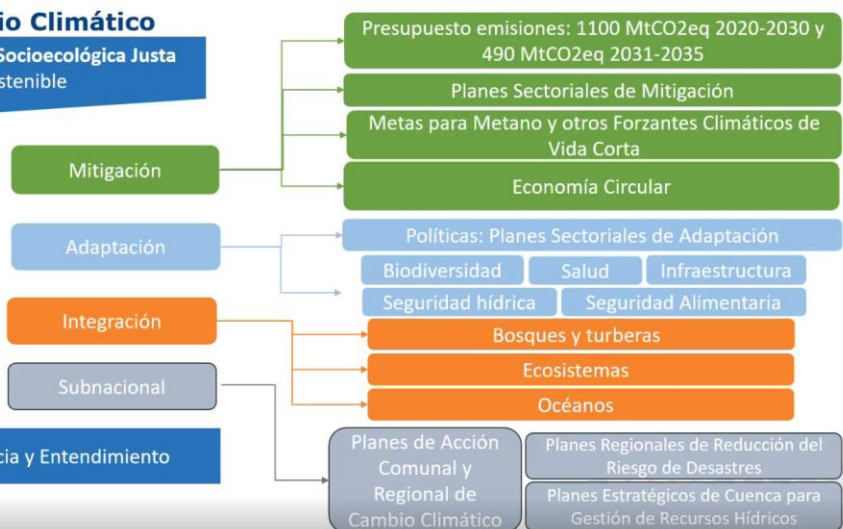 io Climático
Socioecológica Justa
stenible
Mitigación
Presupuesto emisiones: 1100 MtCO2eq 2020-2030 y
490 MtCO2eq 2031-2035
Planes Sectoriales de Mitigación
Metas para Metano y otros Forzantes Climáticos de
Vida Corta
Economía Circular
Adaptación
Políticas: Planes Sectoriales de Adaptación
Biodiversidad
Salud
Infraestructura
Seguridad hídrica
Seguridad Alimentaria
Integración
Bosques y turberas
Ecosistemas
Océanos
Subnacional
Planes de Acción
Comunal y
Regional de
Cambio Climático
Planes Regionales de Reducción del
Riesgo de Desastres
Planes Estratégicos de Cuenca para
Gestión de Recursos Hídricos
cia y Entendimiento